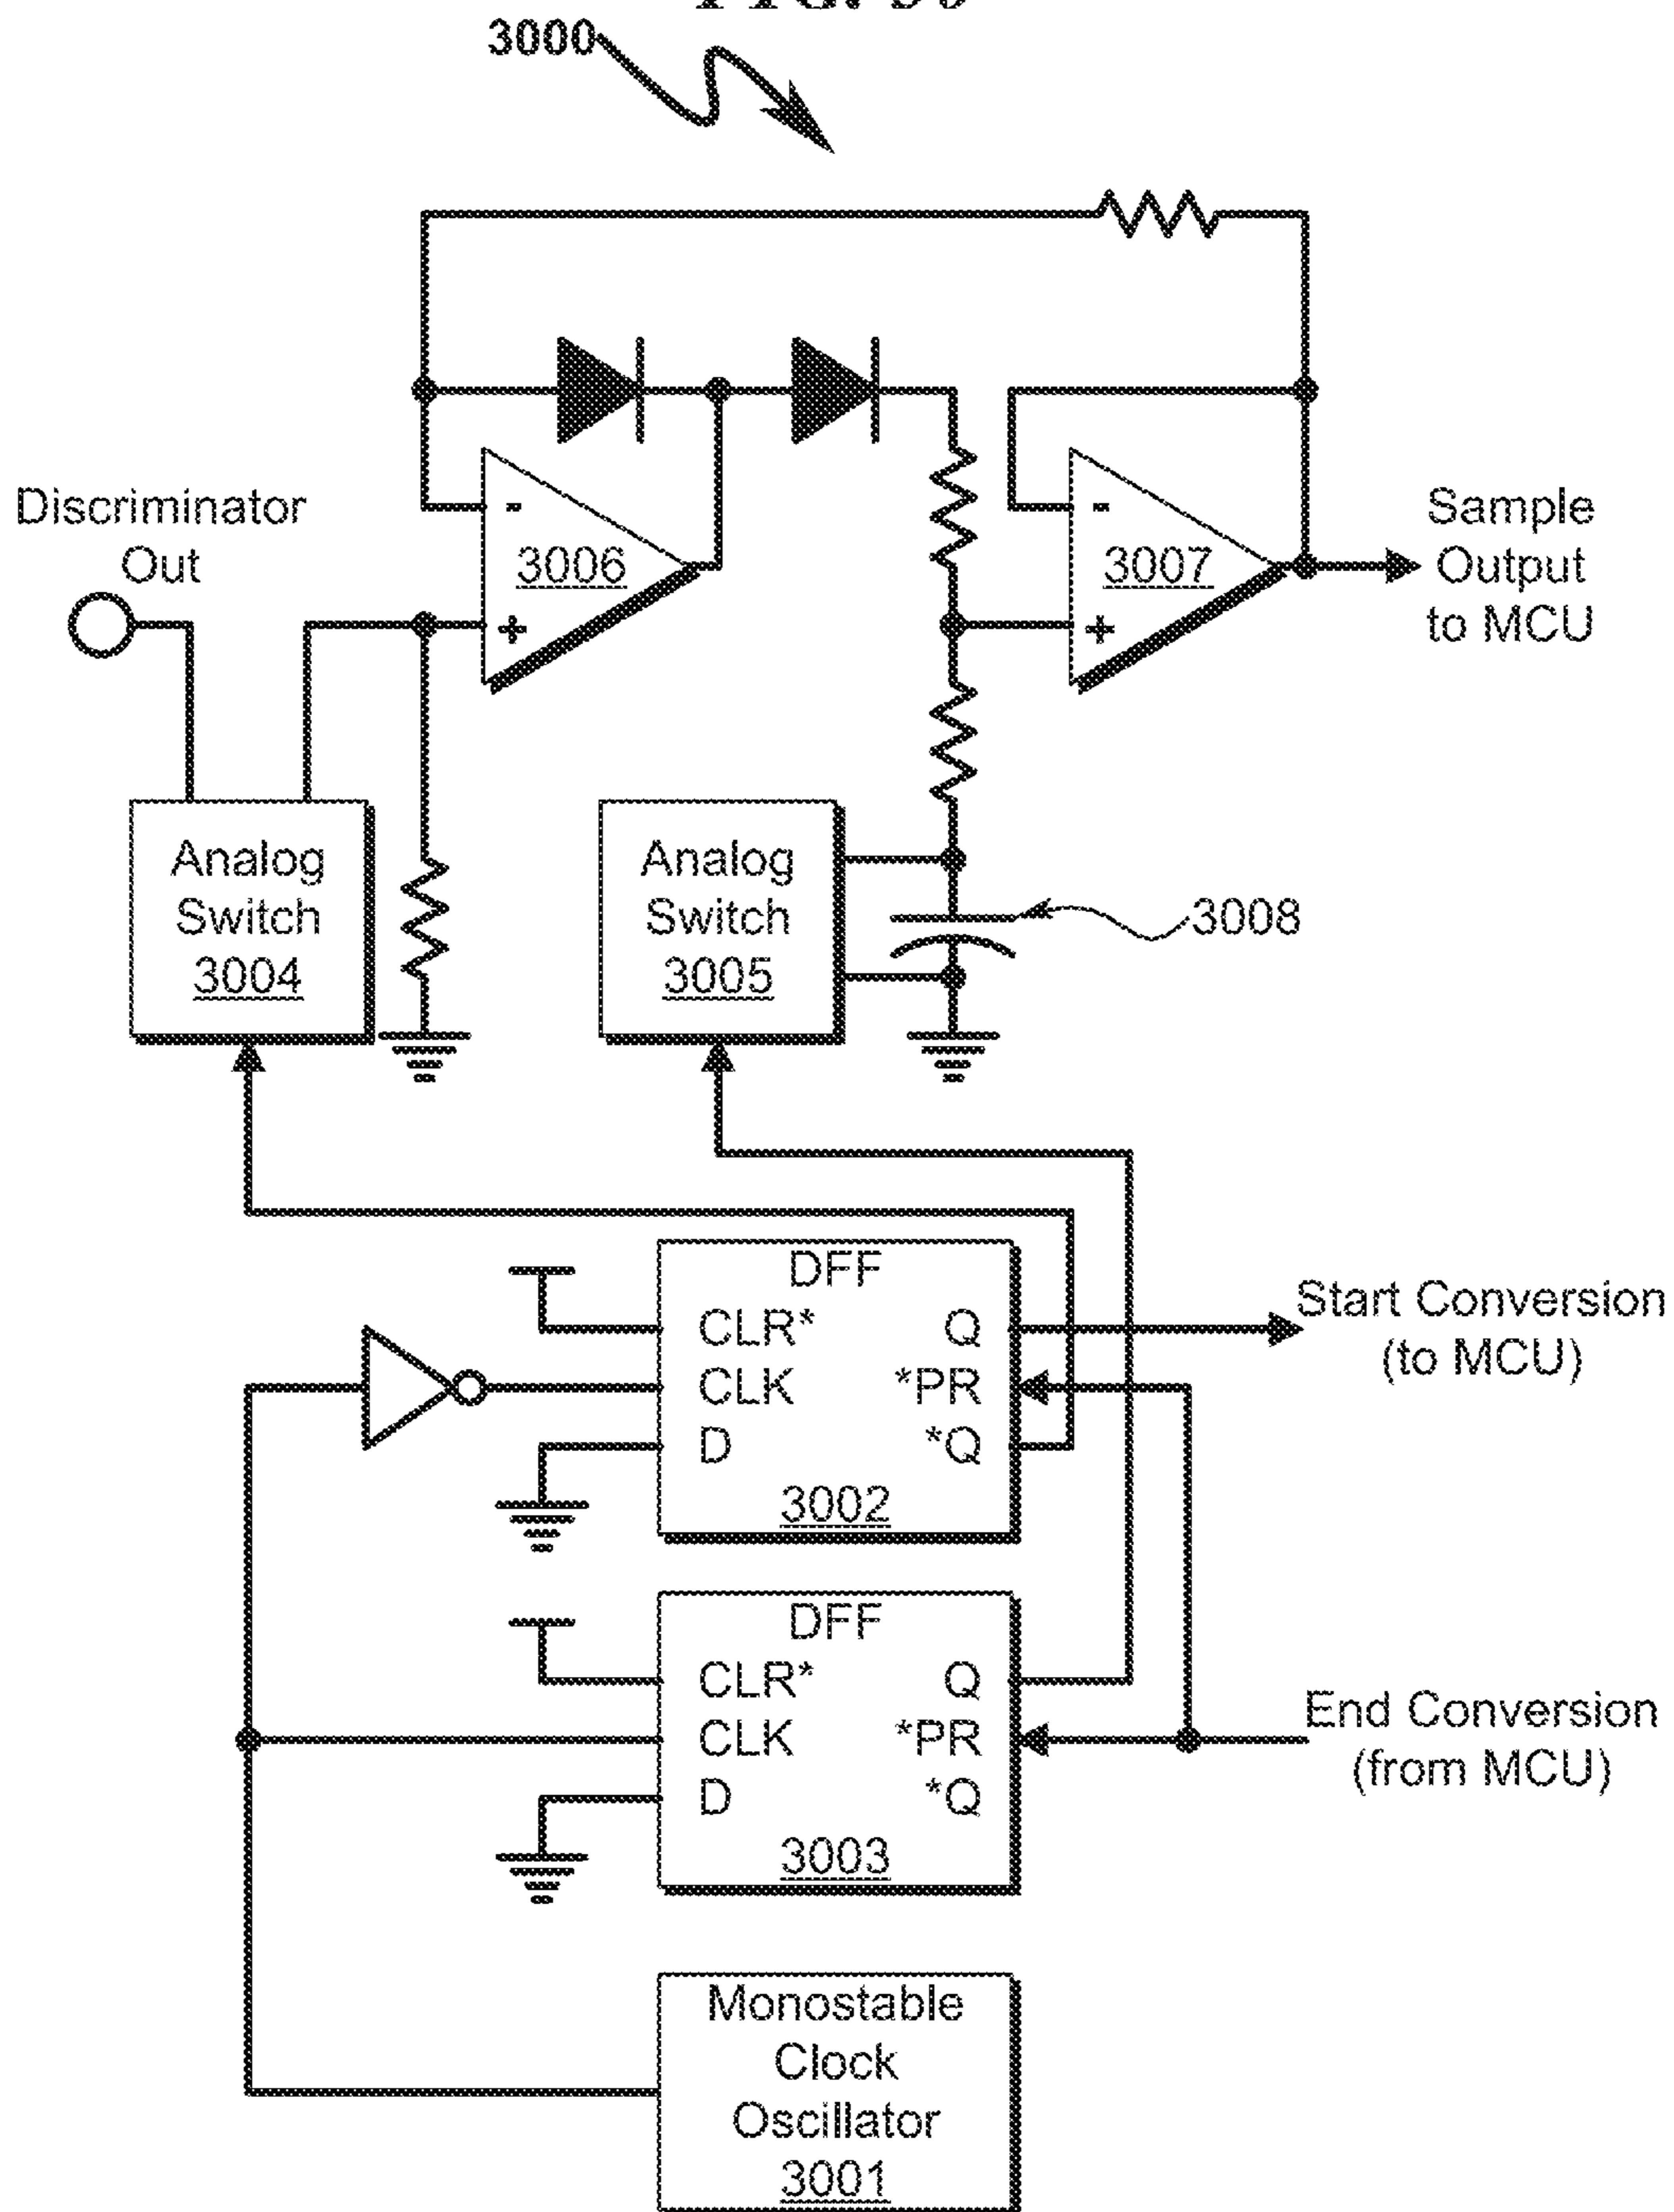 3000
Discriminator
Out
-
3006
+
-
3007
+
Sample
Output
to MCU
Analog
Switch
3004
Analog
Switch
3005
3008
DFF
CLR*
Q
CLK
*PR
D
*Q
3002
Start Conversion
(to MCU)
DFF
CLR*
Q
CLK
*PR
D
*Q
3003
End Conversion
(from MCU)
Monostable
Clock
Oscillator
3001